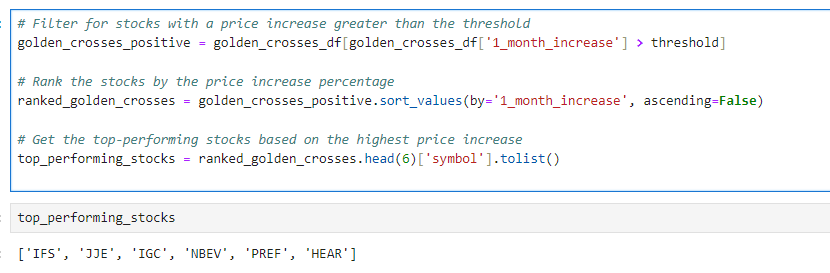 # Filter for stocks with a price increase greater than the threshold
golden_crosses_positive = golden_crosses_df[golden_crosses_df['1_month_increase'] > threshold]
# Rank the stocks by the price increase percentage
ranked_golden_crosses = golden_crosses_positive.sort_values(by='1_month_increase', ascending=False)
# Get the top-performing stocks based on the highest price increase
top_performing_stocks = ranked_golden_crosses.head(6)['symbol'].tolist()
top_performing_stocks
['IFS', 'JJE', 'IGC', 'NBEV', 'PREF', 'HEAR']